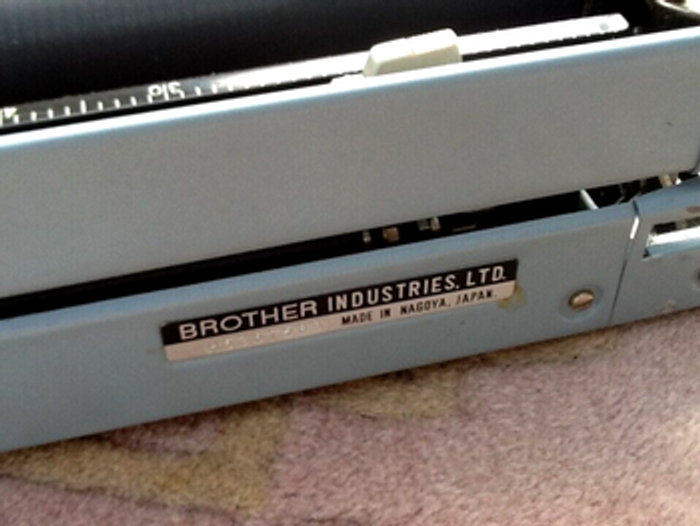 BROTHER INDUSTRIES, LTD.
MADE IN NAGOYA, JAPAN.